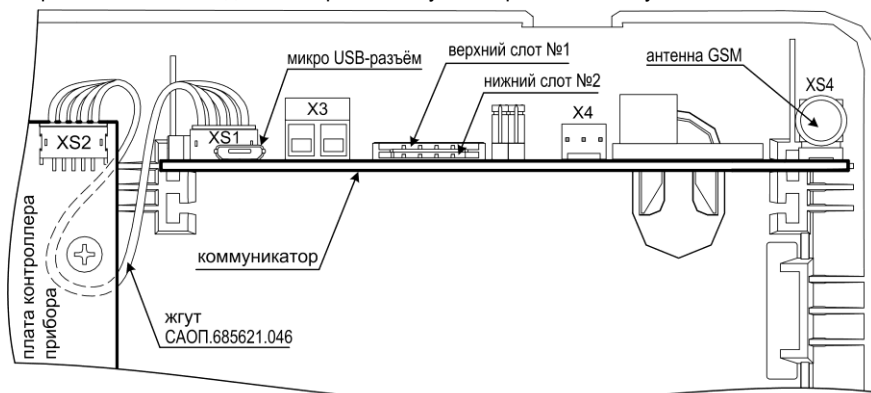 верхний слот №1
микро USB-разъём
антенна GSM
нижний слот №2
XS4
X3
X4
XS2
XS1
коммуникатор
плата контроллера
прибора
жгут
САОП.685621.046